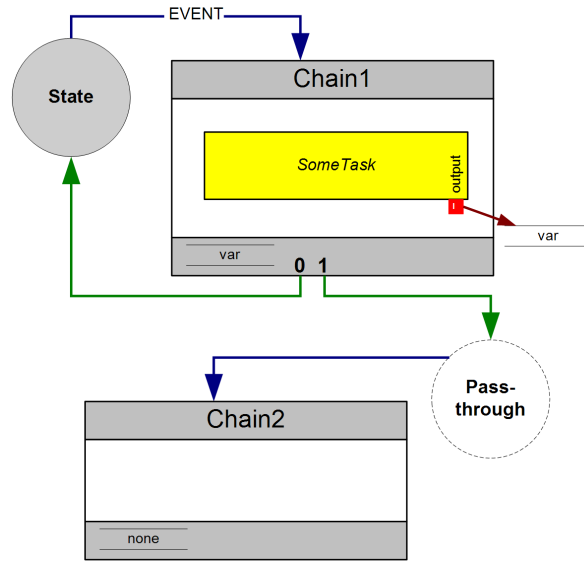 EVENT
State
Chain1
SomeTask
output
var
var
0 1
Pass-
through
Chain2
none